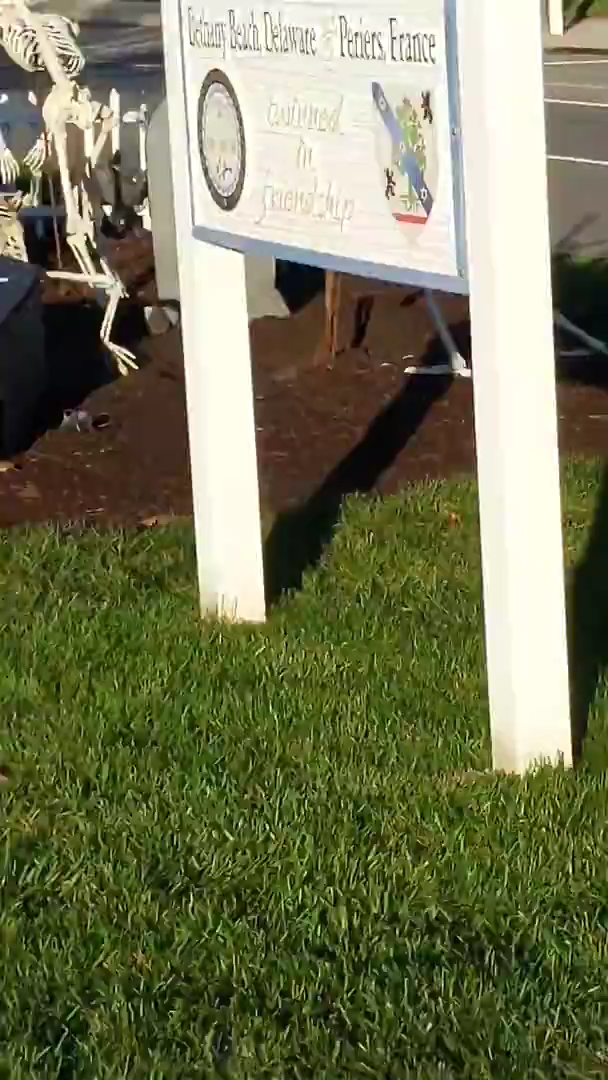 Bethany Beach, Delaware & Periers, France
twinned
in
friendship